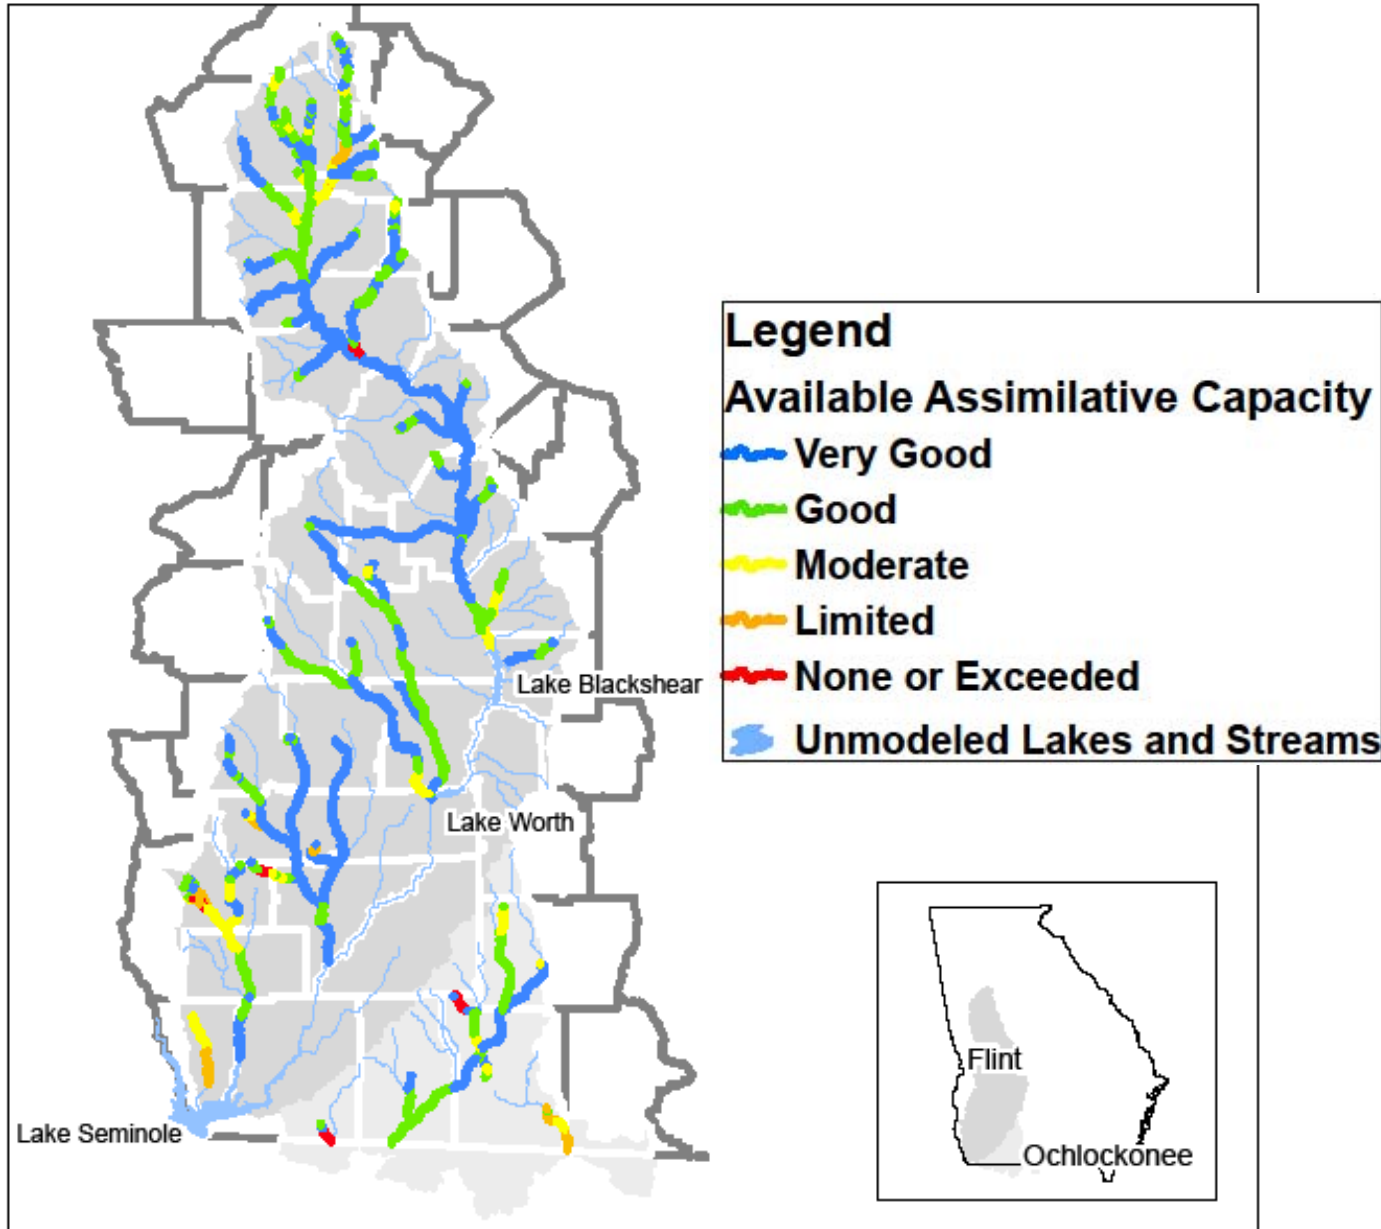 Legend
Available Assimilative Capacity
Very Good
Good
Moderate
Limited
None or Exceeded
Unmodeled Lakes and Streams
Lake Blackshear
Lake Worth
Lake Seminole
Flint
Ochlockonee